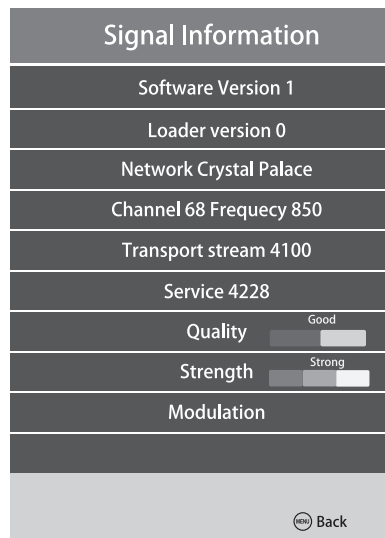 Signal Information
Software Version 1
Loader version 0
Network Crystal Palace
Channel 68 Frequecy 850
Transport stream 4100
Service 4228
Quality Good
Strength Strong
Modulation
MENU Back